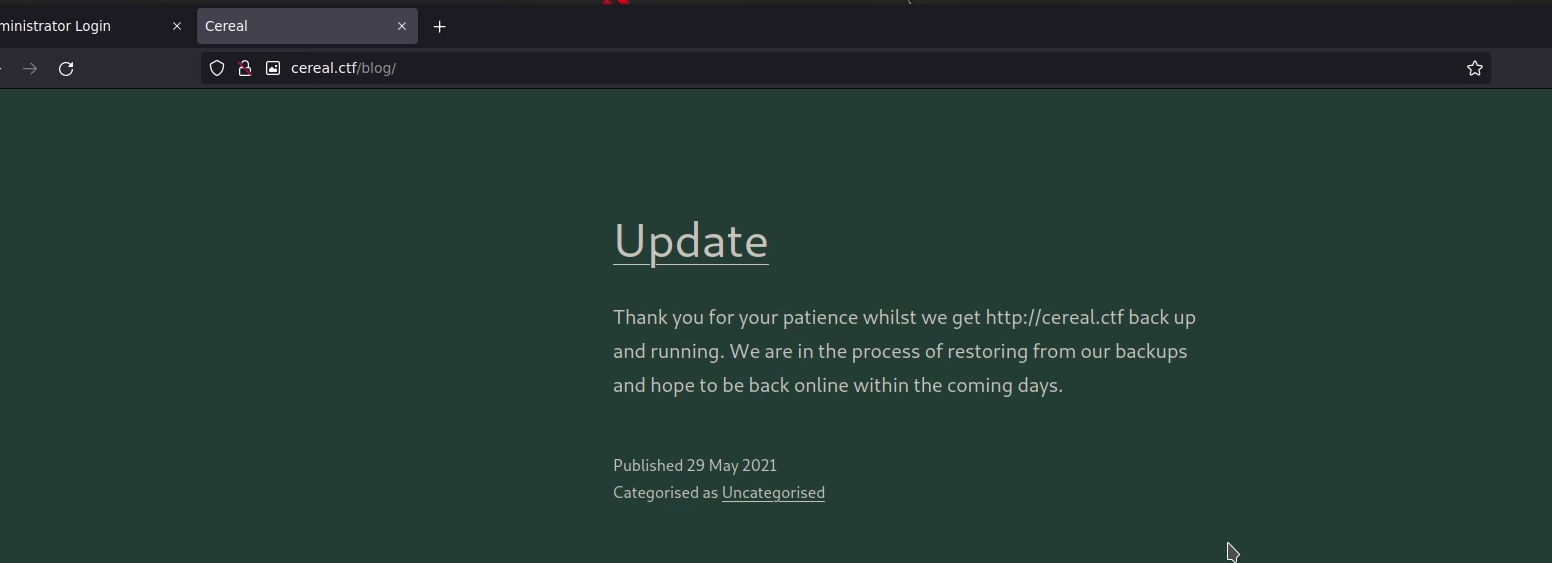 ministrator Login
Cereal
cereal.ctf/blog/
Update
Thank you for your patience whilst we get http://cereal.ctf back up
and running. We are in the process of restoring from our backups
and hope to be back online within the coming days.
Published 29 May 2021
Categorised as Uncategorised